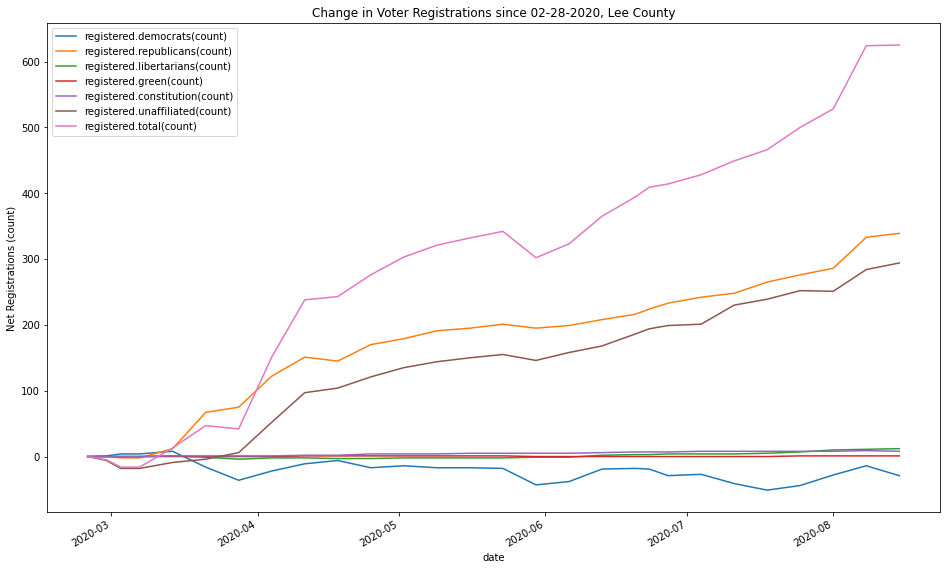 Change in Voter Registrations since 02-28-2020, Lee County
registered.democrats(count)
registered.republicans(count)
registered.libertarians(count)
registered.green(count)
registered.constitution(count)
registered.unaffiliated(count)
registered.total(count)
Net Registrations (count)
600
500
400
300
200
100
0
2020-03
2020-04
2020-05
2020-06
2020-07
2020-08
date